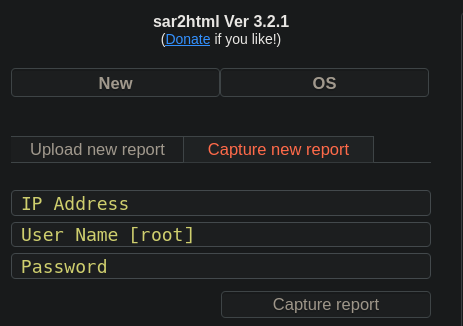 sar2html Ver 3.2.1
(Donate if you like!)
New OS
Upload new report Capture new report
IP Address
User Name [root]
Password
Capture report